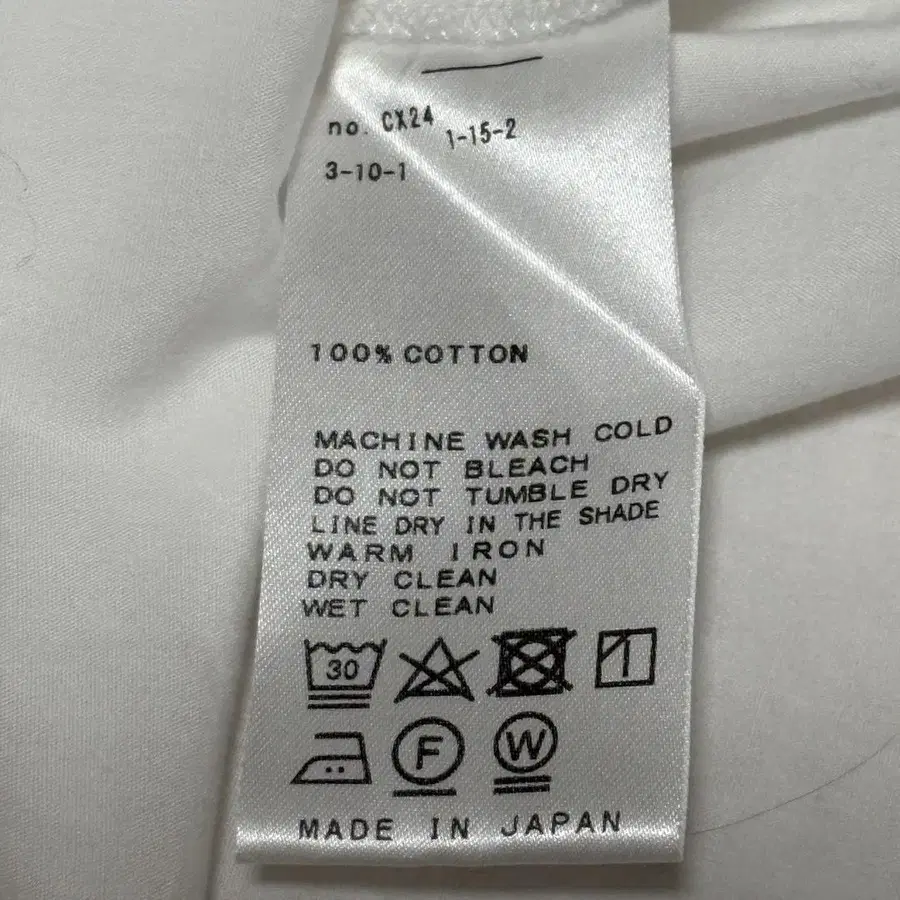 no. CX24 1-15-2
3-10-1
100% COTTON
MACHINE WASH COLD
DO NOT BLEACH
DO NOT TUMBLE DRY
LINE DRY IN THE SHADE
WARM IRON
DRY CLEAN
WET CLEAN
30
F W
MADE IN JAPAN